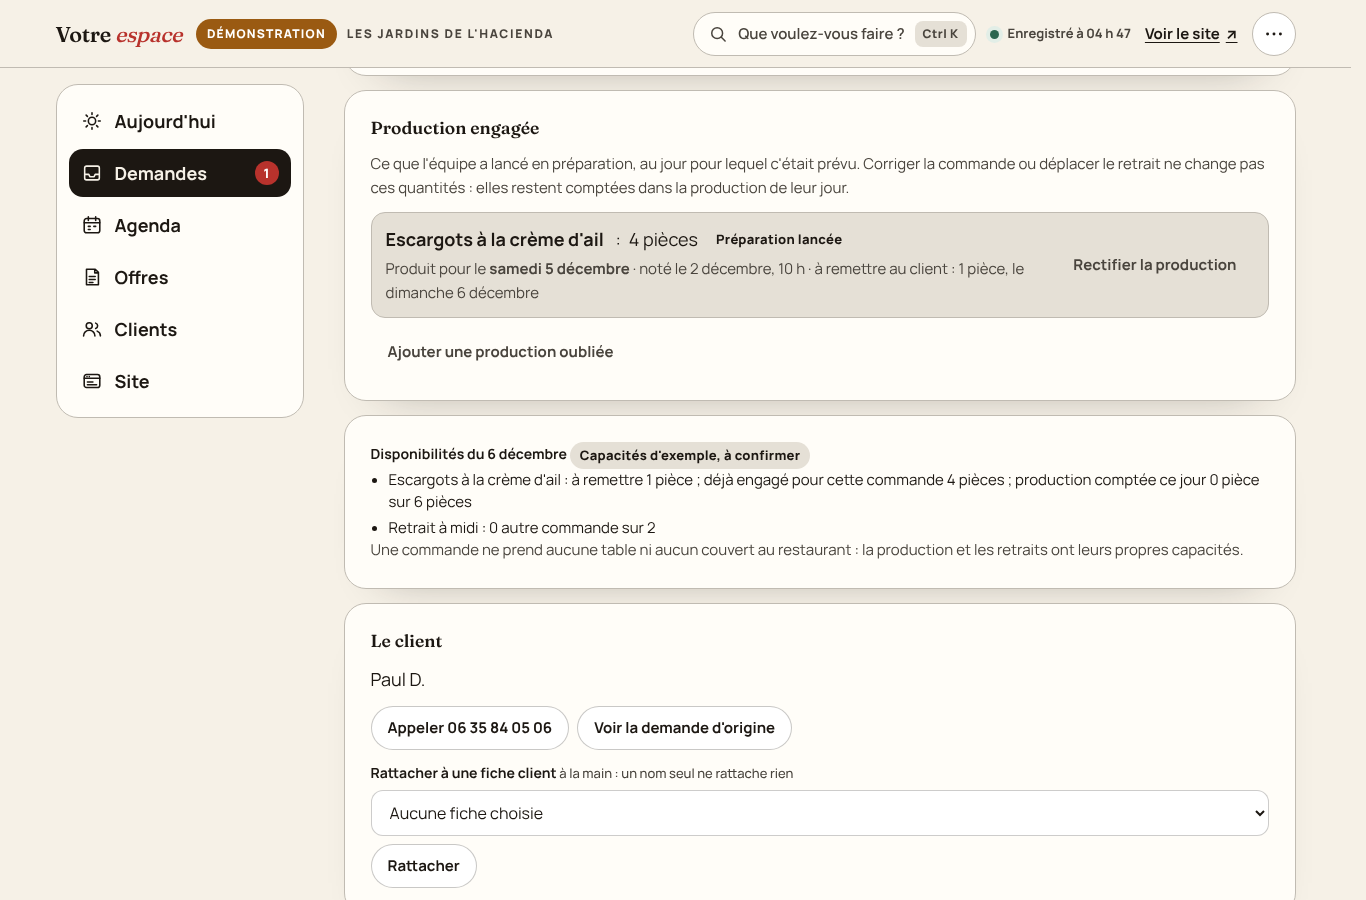 Votre espace DÉMONSTRATION LES JARDINS DE L'HACIENDA Que voulez-vous faire ? Ctrl K Enregistré à 04 h 47 Voir le site ↗ ···
Aujourd'hui
Demandes 1
Agenda
Offres
Clients
Site
Production engagée
Ce que l'équipe a lancé en préparation, au jour pour lequel c'était prévu. Corriger la commande ou déplacer le retrait ne change pas
ces quantités : elles restent comptées dans la production de leur jour.
Escargots à la crème d'ail : 4 pièces Préparation lancée
Produit pour le samedi 5 décembre · noté le 2 décembre, 10 h · à remettre au client : 1 pièce, le
dimanche 6 décembre
Rectifier la production
Ajouter une production oubliée
Disponibilités du 6 décembre Capacités d'exemple, à confirmer
• Escargots à la crème d'ail : à remettre 1 pièce ; déjà engagé pour cette commande 4 pièces ; production comptée ce jour 0 pièce
sur 6 pièces
• Retrait à midi : 0 autre commande sur 2
Une commande ne prend aucune table ni aucun couvert au restaurant : la production et les retraits ont leurs propres capacités.
Le client
Paul D.
Appeler 06 35 84 05 06 Voir la demande d'origine
Rattacher à une fiche client à la main : un nom seul ne rattache rien
Aucune fiche choisie
Rattacher